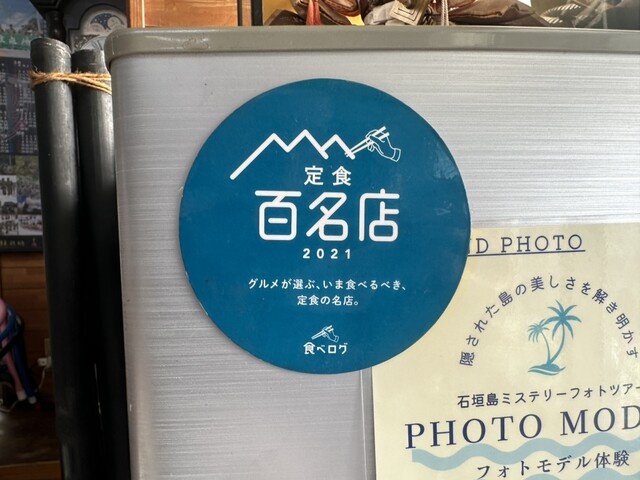 定食
百名店
2021
グルメが選ぶ、いま食べるべき、
定食の名店。
食べログ
ND PHOTO
隠された島の美しさを解き明かす
石垣島ミステリーフォトツアー
PHOTO MOD
フォトモデル体験